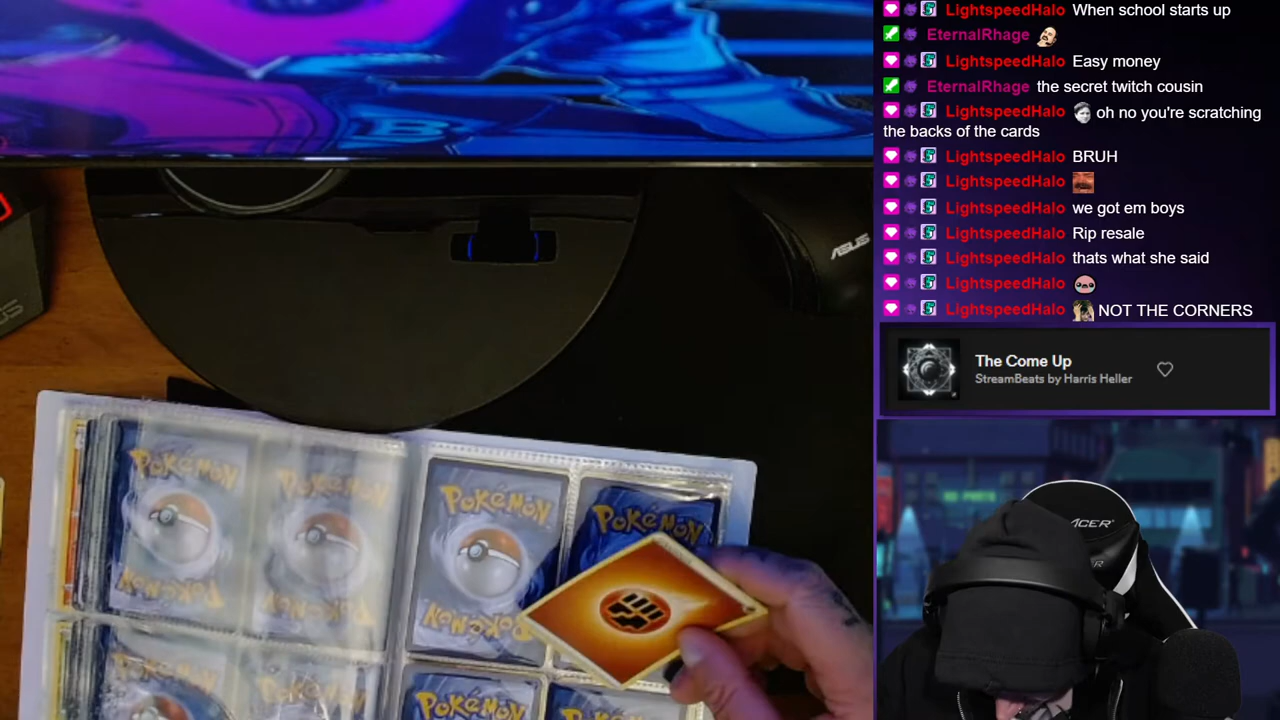 LightspeedHalo When school starts up
EternalRhage
LightspeedHalo Easy money
EternalRhage the secret twitch cousin
LightspeedHalo oh no you're scratching
the backs of the cards
LightspeedHalo BRUH
LightspeedHalo
LightspeedHalo we got em boys
LightspeedHalo Rip resale
LightspeedHalo thats what she said
LightspeedHalo
LightspeedHalo NOT THE CORNERS
The Come Up
StreamBeats by Harris Heller
ASUS
POKéMON
POKéMON
POKéMON
POKéMON
POKéMON
POKéMON
POKéMON
POKéMON
ACER